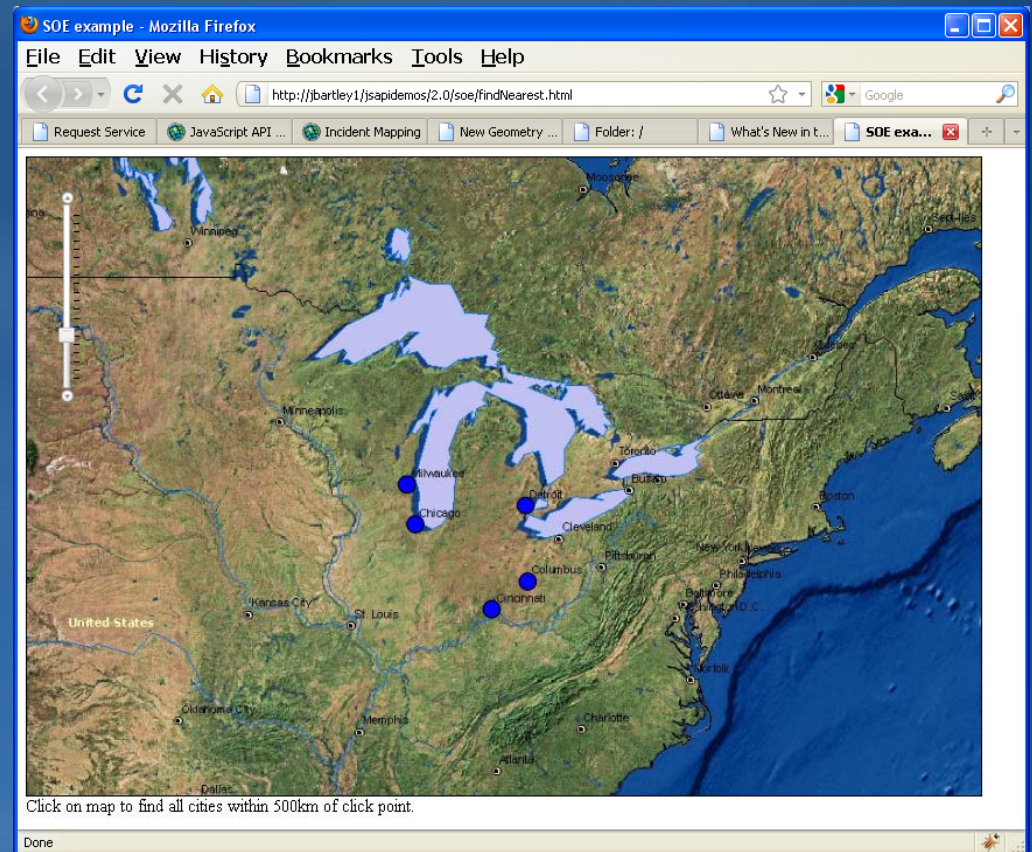 SOE example - Mozilla Firefox
File Edit View History Bookmarks Tools Help
http://jbartley1/jsapidemos/2.0/soe/findNearest.html
Google
Request Service
JavaScript API ...
Incident Mapping
New Geometry ...
Folder: /
What's New in t...
SOE exa...
Moosonee
Winnipeg
Sept-Iles
Ottawa
Montreal
Minneapolis
Toronto
Milwaukee
Buffalo
Detroit
Boston
Chicago
Cleveland
New York
Pittsburgh
Columbus
Philadelphia
Cincinnati
Baltimore
Kansas City
D.C.
St. Louis
United States
Norfolk
Oklahoma City
Memphis
Charlotte
Atlanta
Dallas
Click on map to find all cities within 500km of click point.
Done